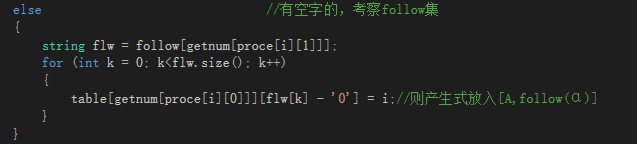 else //有空字的，考察follow集
{
string flw = follow[getnum[proce[i][1]]];
for (int k = 0; k<flw.size(); k++)
{
table[getnum[proce[i][0]]][flw[k] - '0'] = i;//则产生式放入[A,follow(α)]
}
}